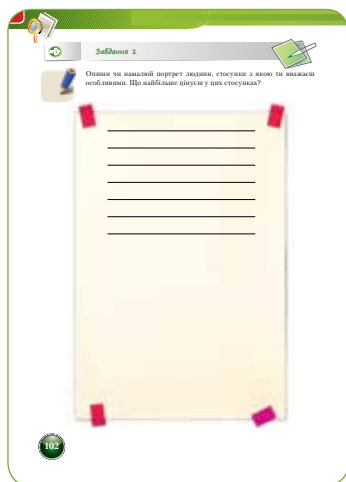 Завдання 1
Опиши чи намалюй портрет людини, стосунки з якою ти вважаєш
особливими. Що найбільше цінуєш у цих стосунках?
102